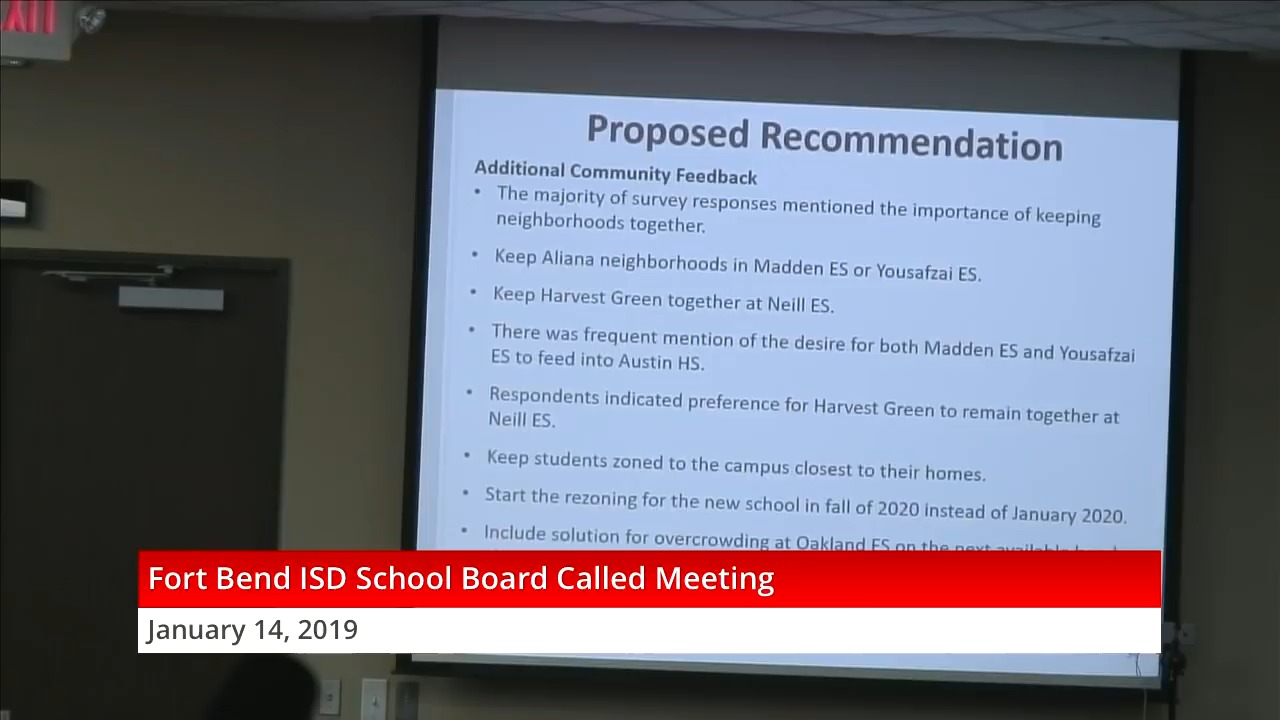 EXIT
Proposed Recommendation
Additional Community Feedback
• The majority of survey responses mentioned the importance of keeping
neighborhoods together.
• Keep Aliana neighborhoods in Madden ES or Yousafzai ES.
• Keep Harvest Green together at Neill ES.
• There was frequent mention of the desire for both Madden ES and Yousafzai
ES to feed into Austin HS.
• Respondents indicated preference for Harvest Green to remain together at
Neill ES.
• Keep students zoned to the campus closest to their homes.
• Start the rezoning for the new school in fall of 2020 instead of January 2020.
• Include solution for overcrowding at Oakland ES on the next available
Fort Bend ISD School Board Called Meeting
January 14, 2019